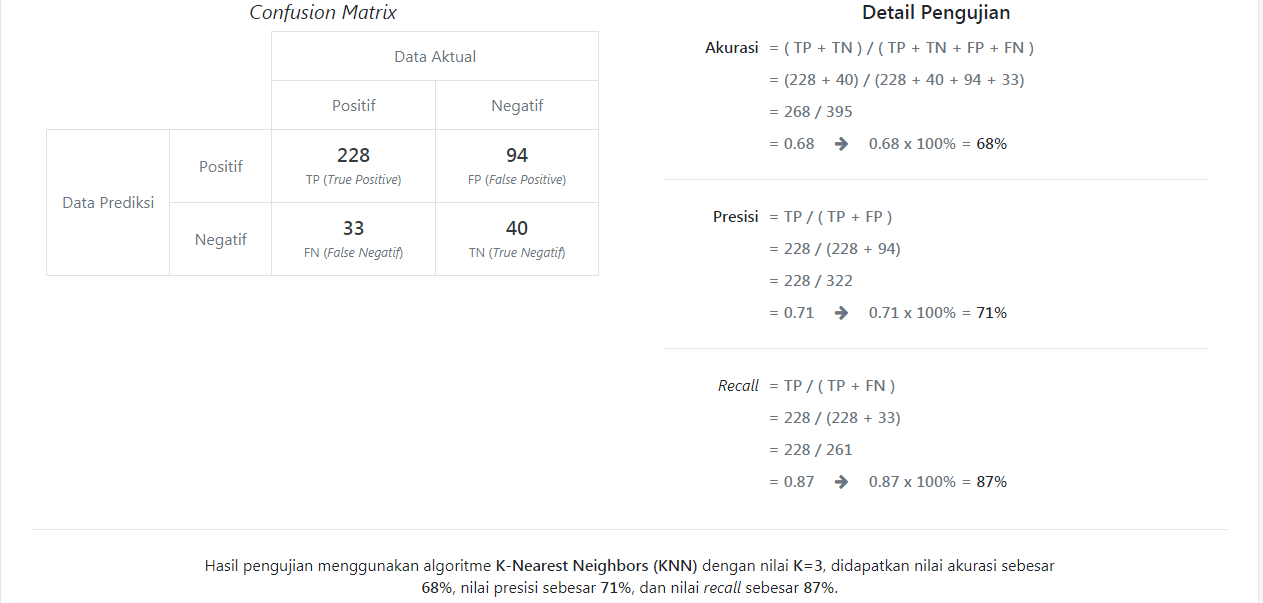 Confusion Matrix
Data Aktual
Positif
Negatif
Data Prediksi
Positif
228
TP (True Positive)
94
FP (False Positive)
Negatif
33
FN (False Negatif)
40
TN (True Negatif)
Detail Pengujian
Akurasi = ( TP + TN ) / ( TP + TN + FP + FN )
= (228 + 40) / (228 + 40 + 94 + 33)
= 268 / 395
= 0.68 ➔ 0.68 x 100% = 68%
Presisi = TP / ( TP + FP )
= 228 / (228 + 94)
= 228 / 322
= 0.71 ➔ 0.71 x 100% = 71%
Recall = TP / ( TP + FN )
= 228 / (228 + 33)
= 228 / 261
= 0.87 ➔ 0.87 x 100% = 87%
Hasil pengujian menggunakan algoritme K-Nearest Neighbors (KNN) dengan nilai K=3, didapatkan nilai akurasi sebesar
68%, nilai presisi sebesar 71%, dan nilai recall sebesar 87%.